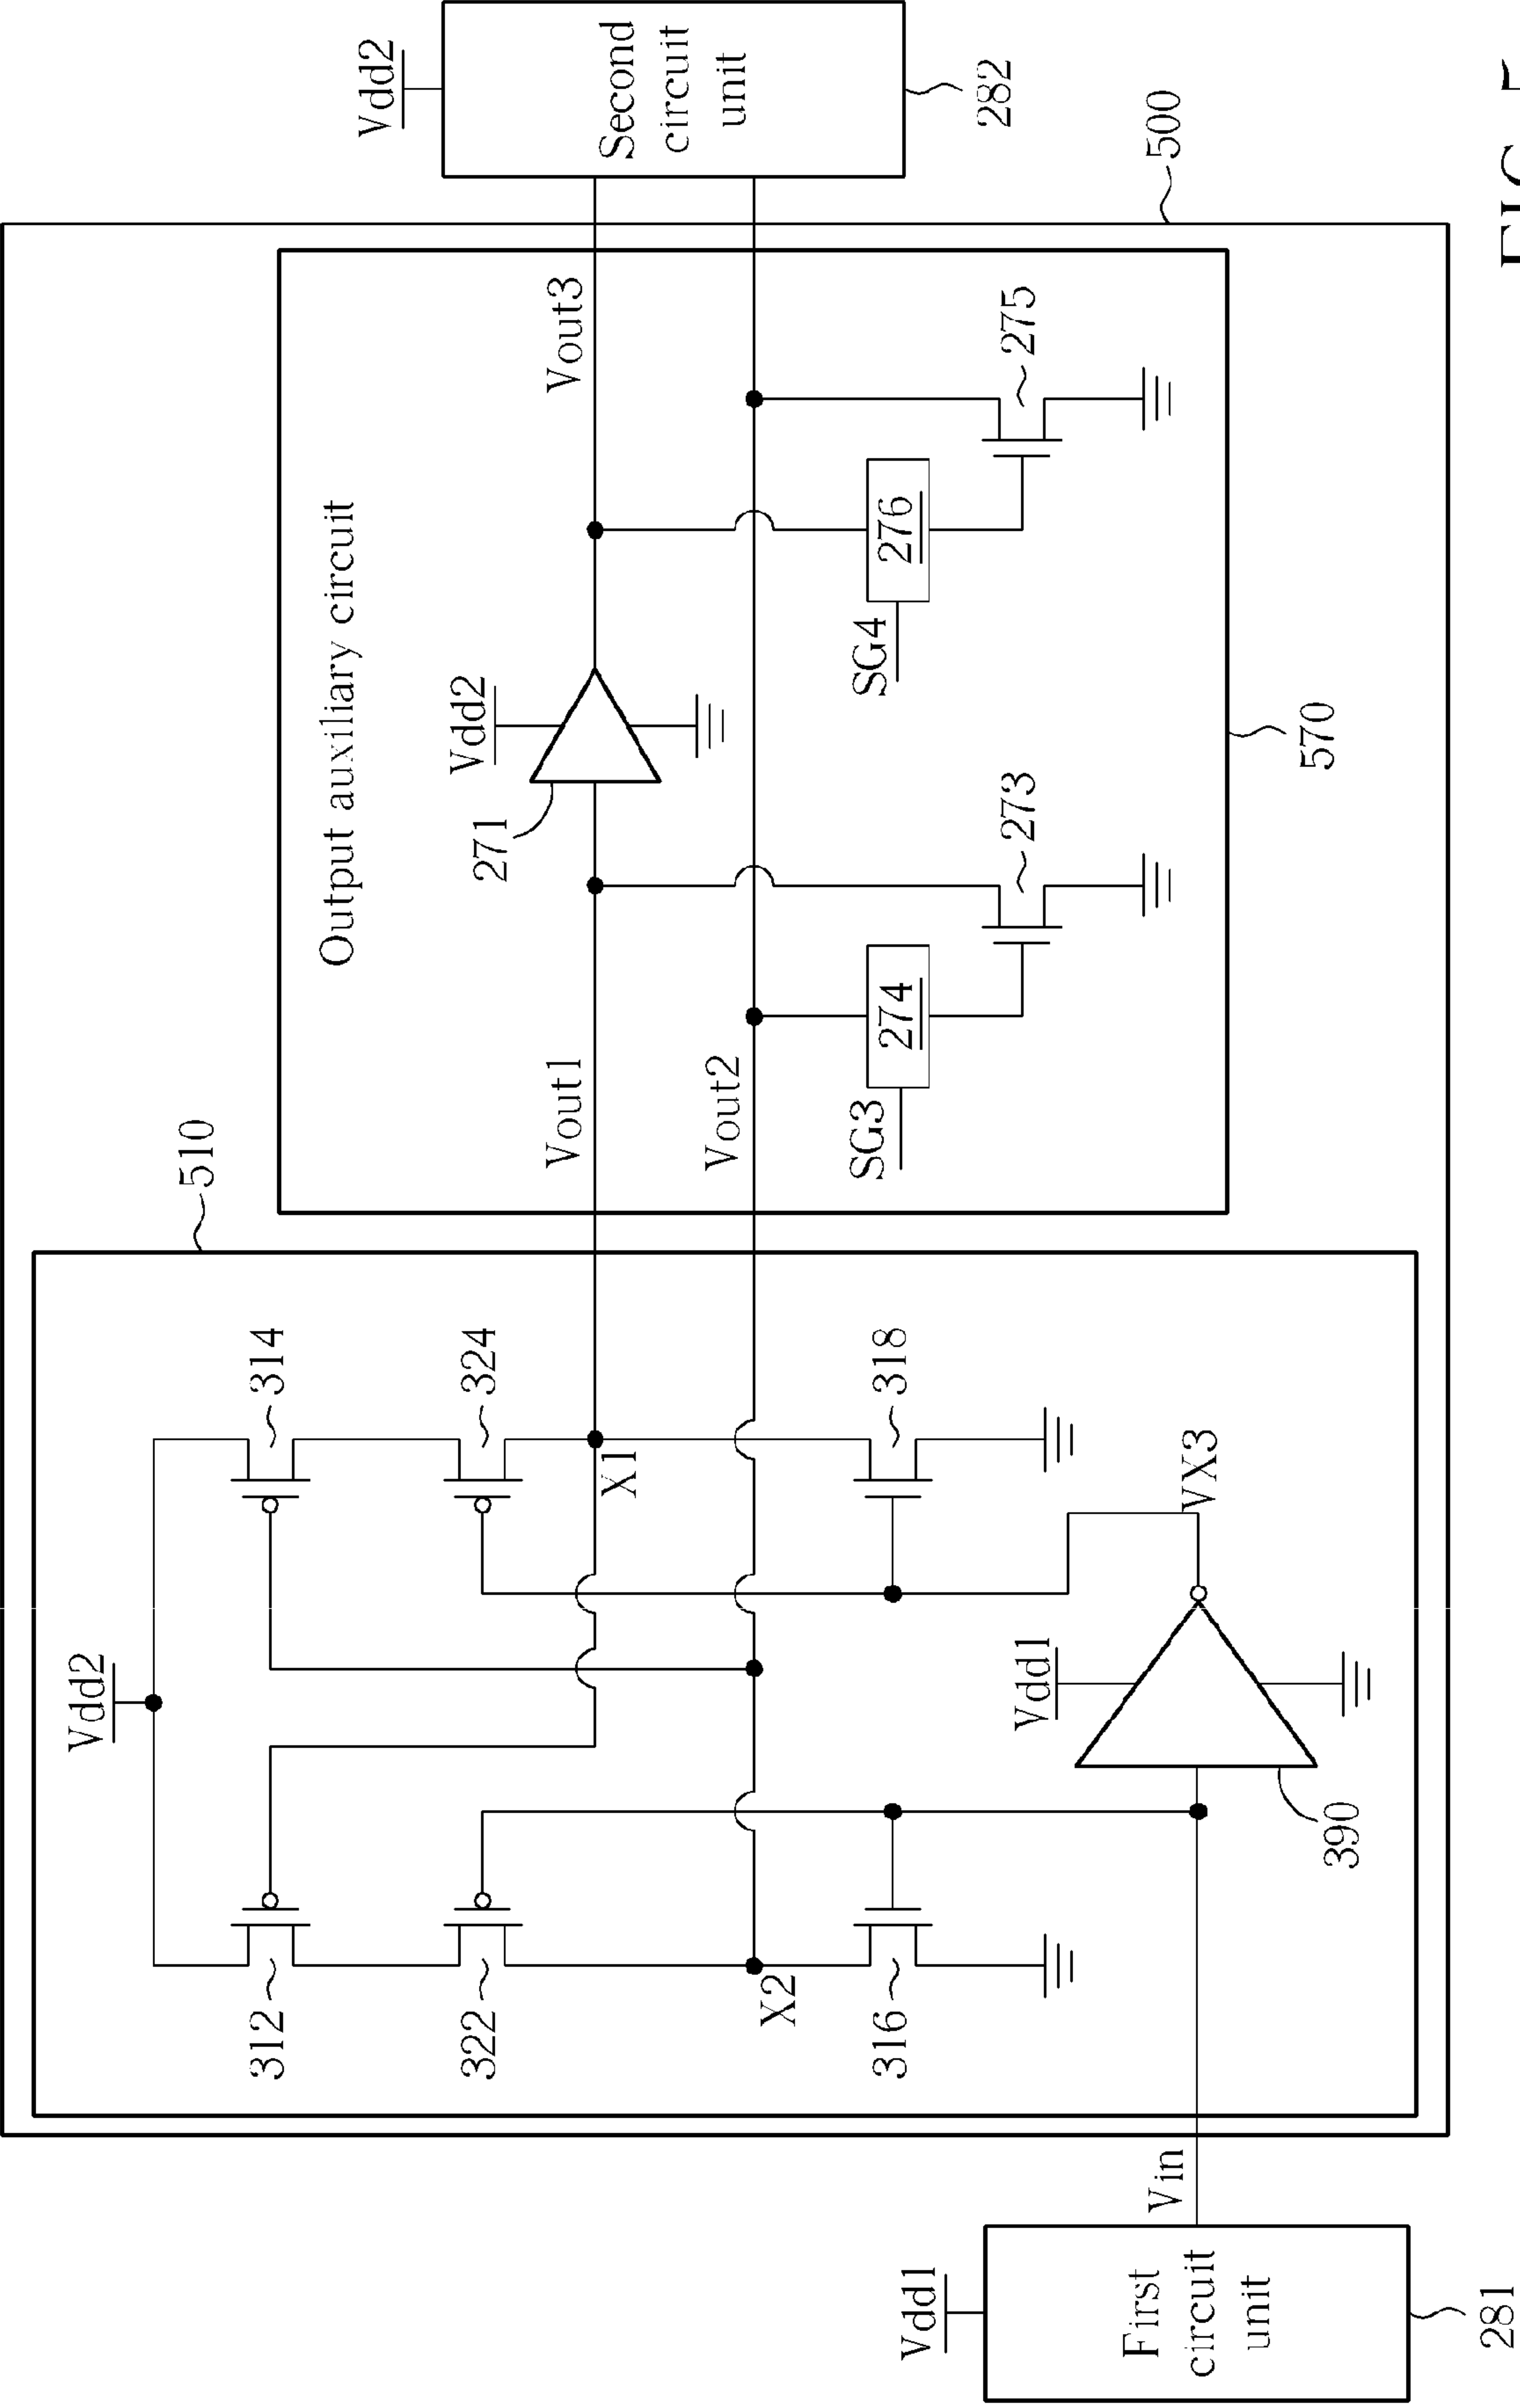 500
510
Vdd2
312
314
322
324
X1
X2
316
318
Vdd1
VX3
390
Output auxiliary circuit
Vdd2
271
Vout1
Vout3
Vout2
SG3
274
273
SG4
276
275
570
Vdd1
First
circuit
unit
281
Vin
Vdd2
Second
circuit
unit
282